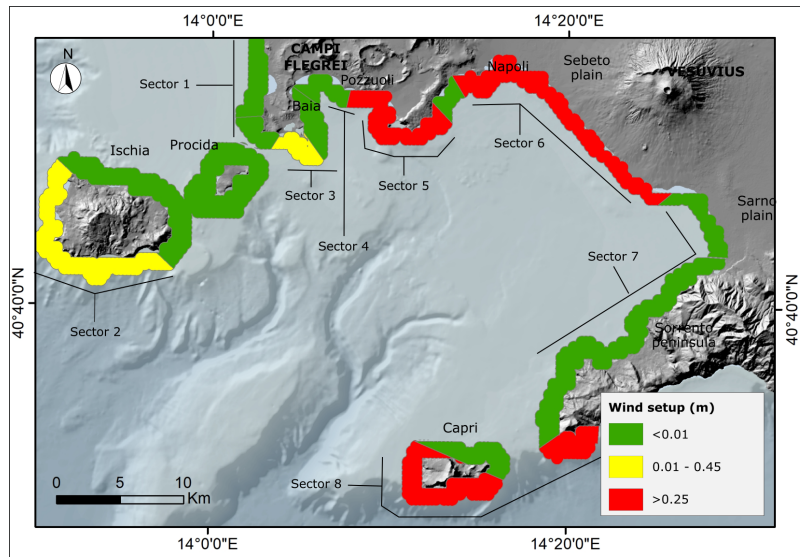 14°0'0"E
14°20'0"E
N
CAMPI
FLEGREI
Sector 1
Pozzuoli
Napoli
Sebeto
plain
VESUVIUS
Baia
Ischia
Procida
Sector 6
Sector 3
Sector 5
Sarno
plain
Sector 4
Sector 7
40°40'0"N
40°40'0"N
Sector 2
Sorrento
peninsula
Capri
Sector 8
Wind setup (m)
<0.01
0.01 - 0.45
>0.25
0 5 10
Km
14°0'0"E
14°20'0"E